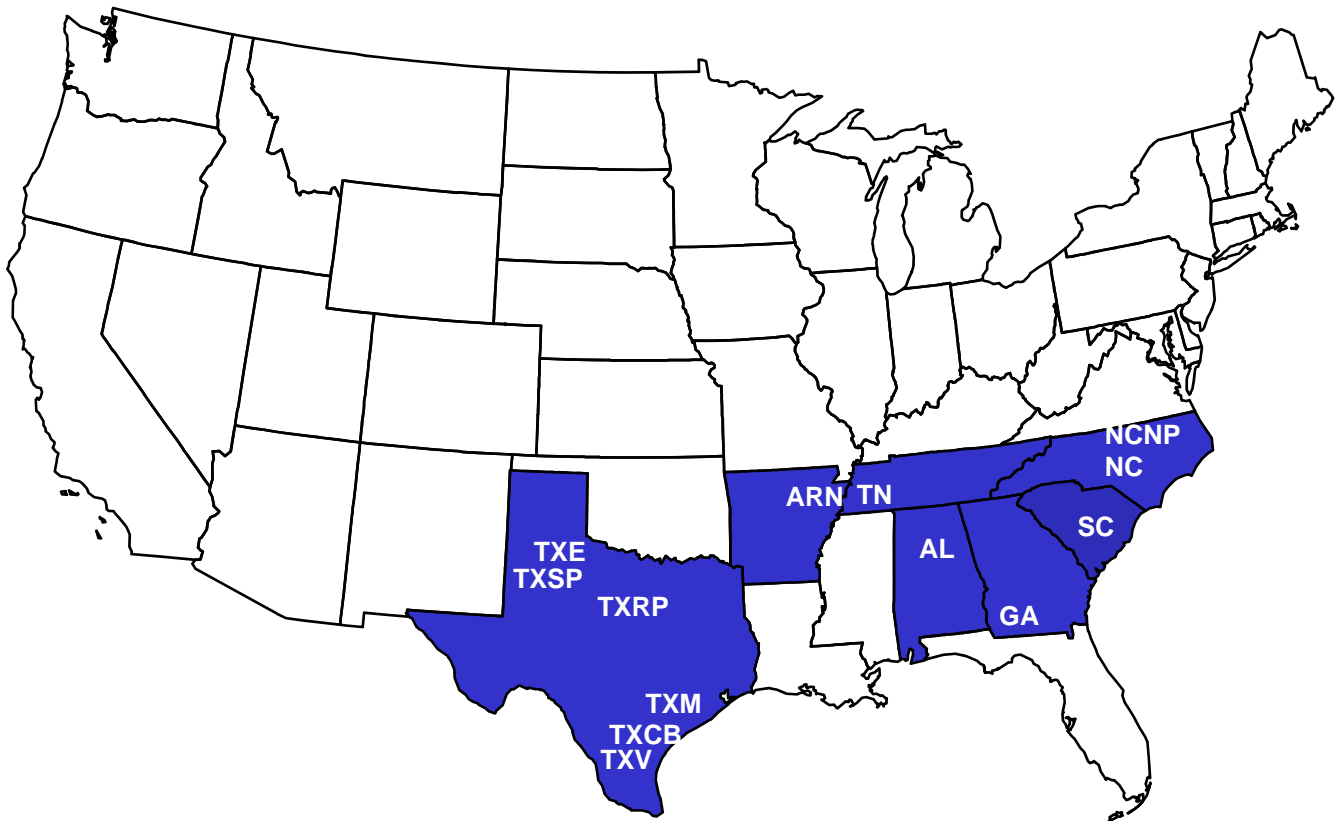 NCNP
NC
ARN TN
SC
AL
TXE
TXSP
TXRP
GA
TXM
TXCB
TXV